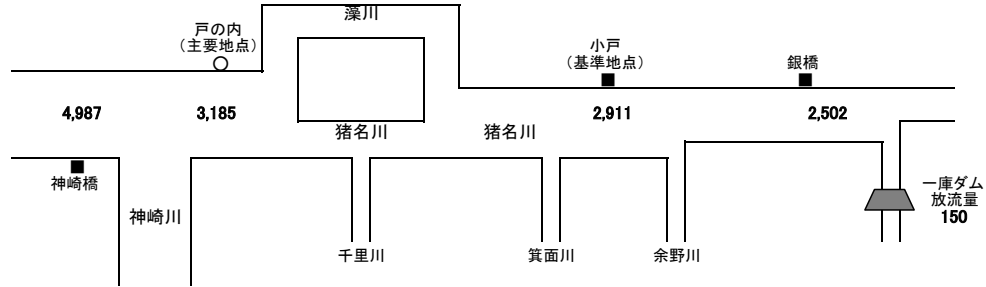 藻川
戸の内
（主要地点）
小戸
（基準地点）
銀橋
4,987
3,185
2,911
2,502
猪名川
猪名川
神崎橋
神崎川
千里川
箕面川
余野川
一庫ダム
放流量
150